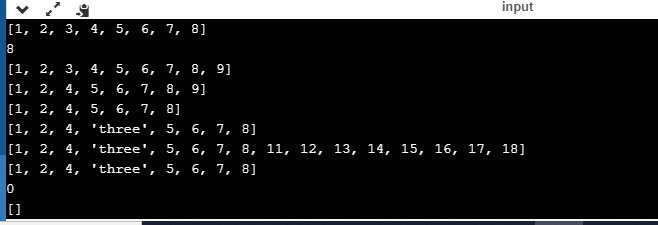 input
[1, 2, 3, 4, 5, 6, 7, 8]
8
[1, 2, 3, 4, 5, 6, 7, 8, 9]
[1, 2, 4, 5, 6, 7, 8, 9]
[1, 2, 4, 5, 6, 7, 8]
[1, 2, 4, 'three', 5, 6, 7, 8]
[1, 2, 4, 'three', 5, 6, 7, 8, 11, 12, 13, 14, 15, 16, 17, 18]
[1, 2, 4, 'three', 5, 6, 7, 8]
0
[]